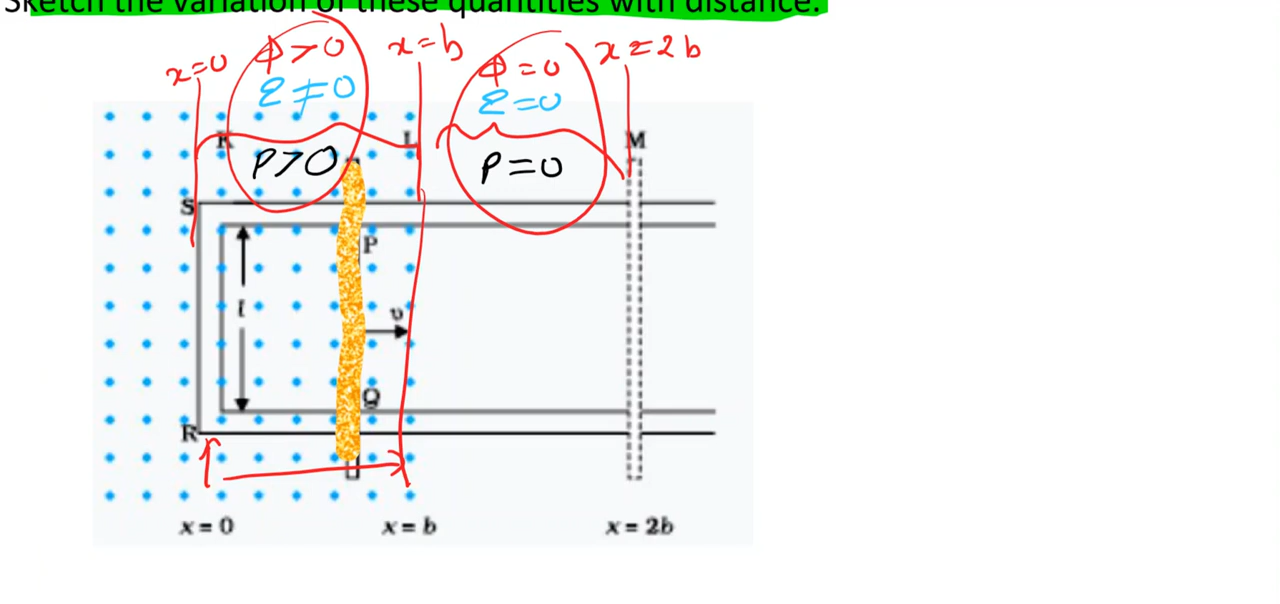 Sketch the variation of these quantities with distance.
x=0
Φ>0
x=b
Φ=0
x=2b
ε≠0
ε=0
K
L
M
P>0
P=0
S
P
l
υ
Q
R
x = 0
x = b
x = 2b